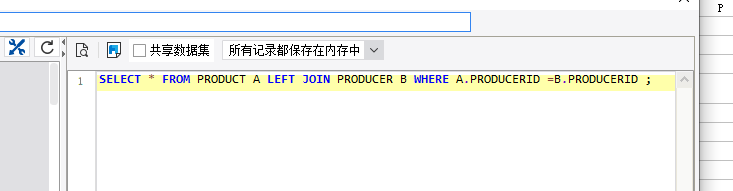 P
共享数据集 所有记录都保存在内存中
1 SELECT * FROM PRODUCT A LEFT JOIN PRODUCER B WHERE A.PRODUCERID =B.PRODUCERID ;